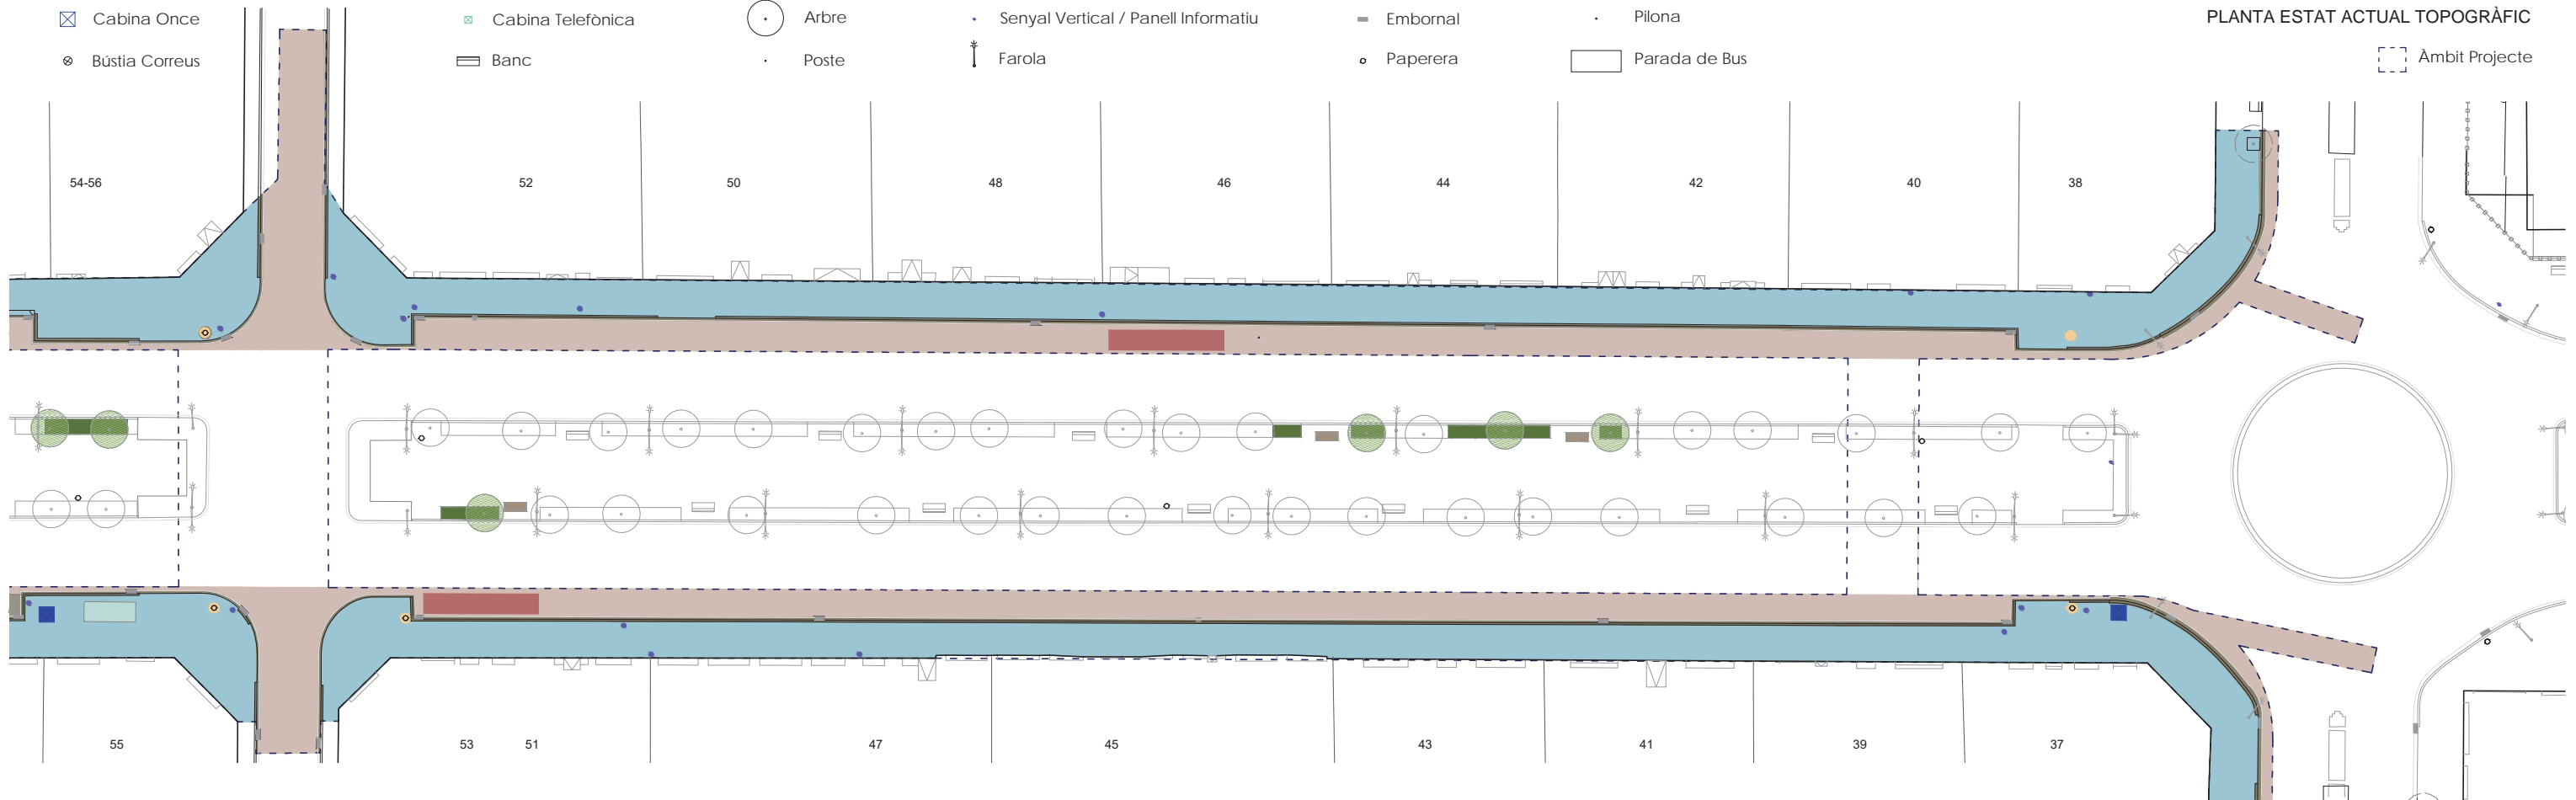 Cabina Once
Cabina Telefònica
Arbre
Senyal Vertical / Panell Informatiu
Embornal
Pilona
PLANTA ESTAT ACTUAL TOPOGRÀFIC
Bústia Correus
Banc
Poste
Farola
Paperera
Parada de Bus
Àmbit Projecte
54-56
52
50
48
46
44
42
40
38
55
53
51
47
45
43
41
39
37